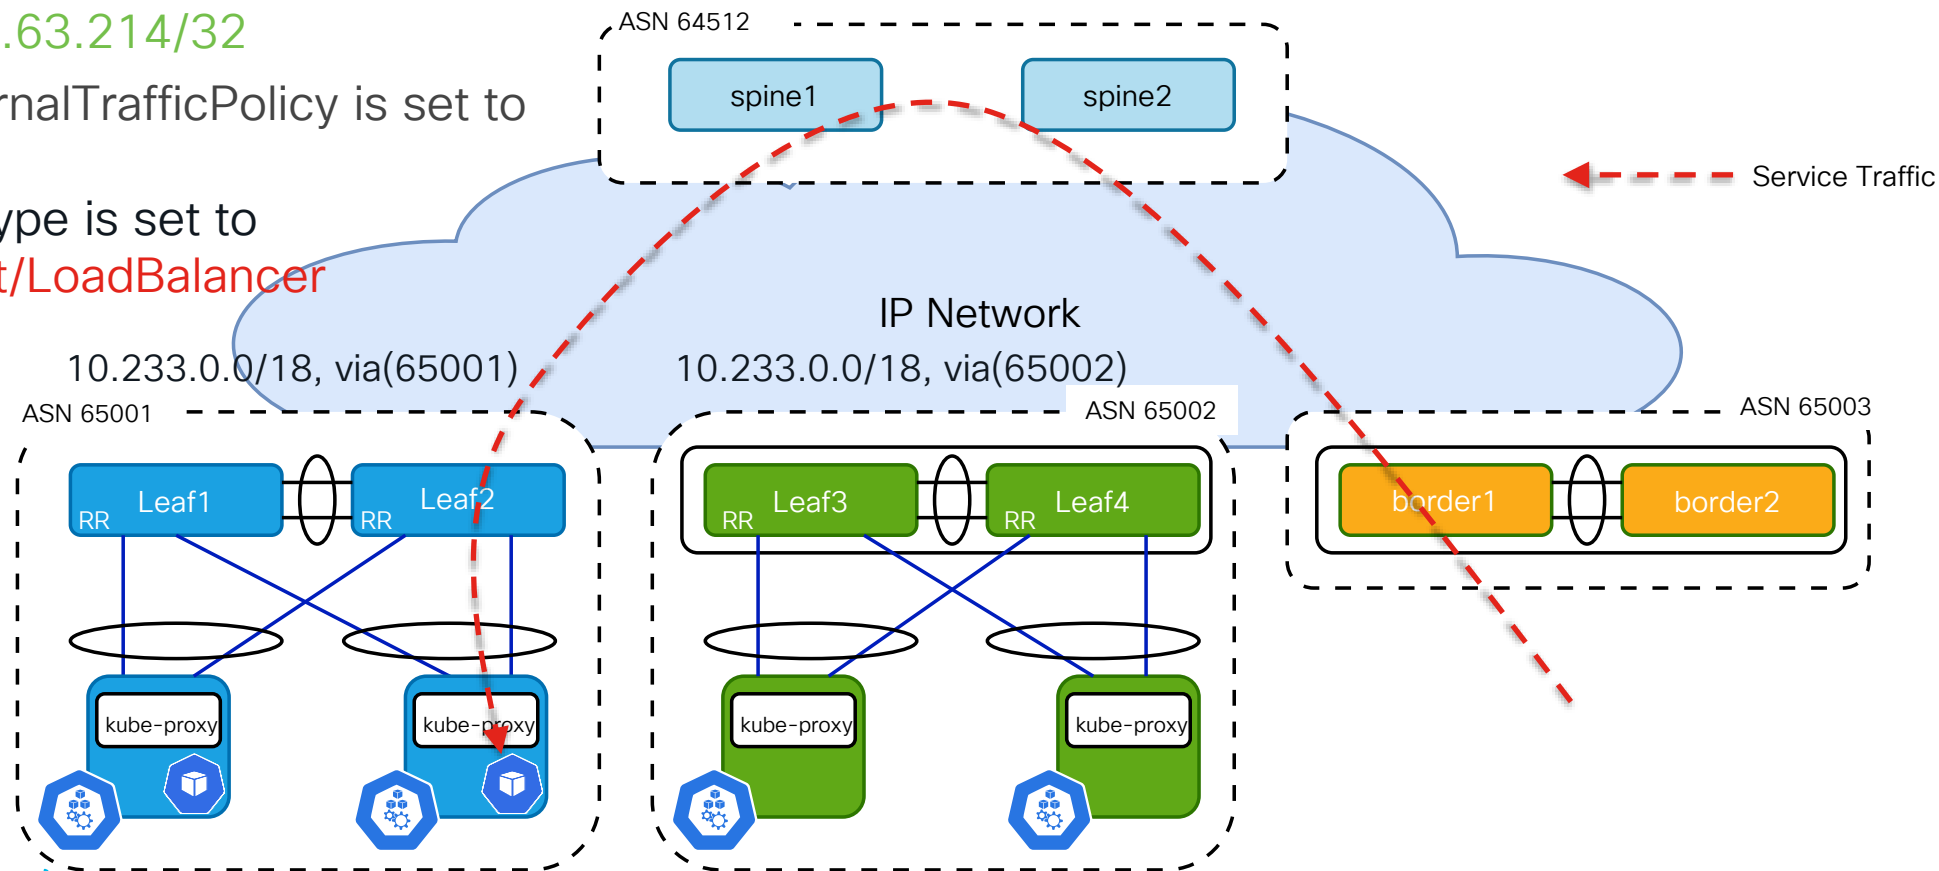 .63.214/32
rnalTrafficPolicy is set to
ype is set to
t/LoadBalancer
ASN 64512
spine1
spine2
Service Traffic
IP Network
10.233.0.0/18, via(65001)
10.233.0.0/18, via(65002)
ASN 65001
ASN 65002
ASN 65003
Leaf1
RR
Leaf2
RR
Leaf3
RR
Leaf4
RR
border1
border2
kube-proxy
kube-proxy
kube-proxy
kube-proxy